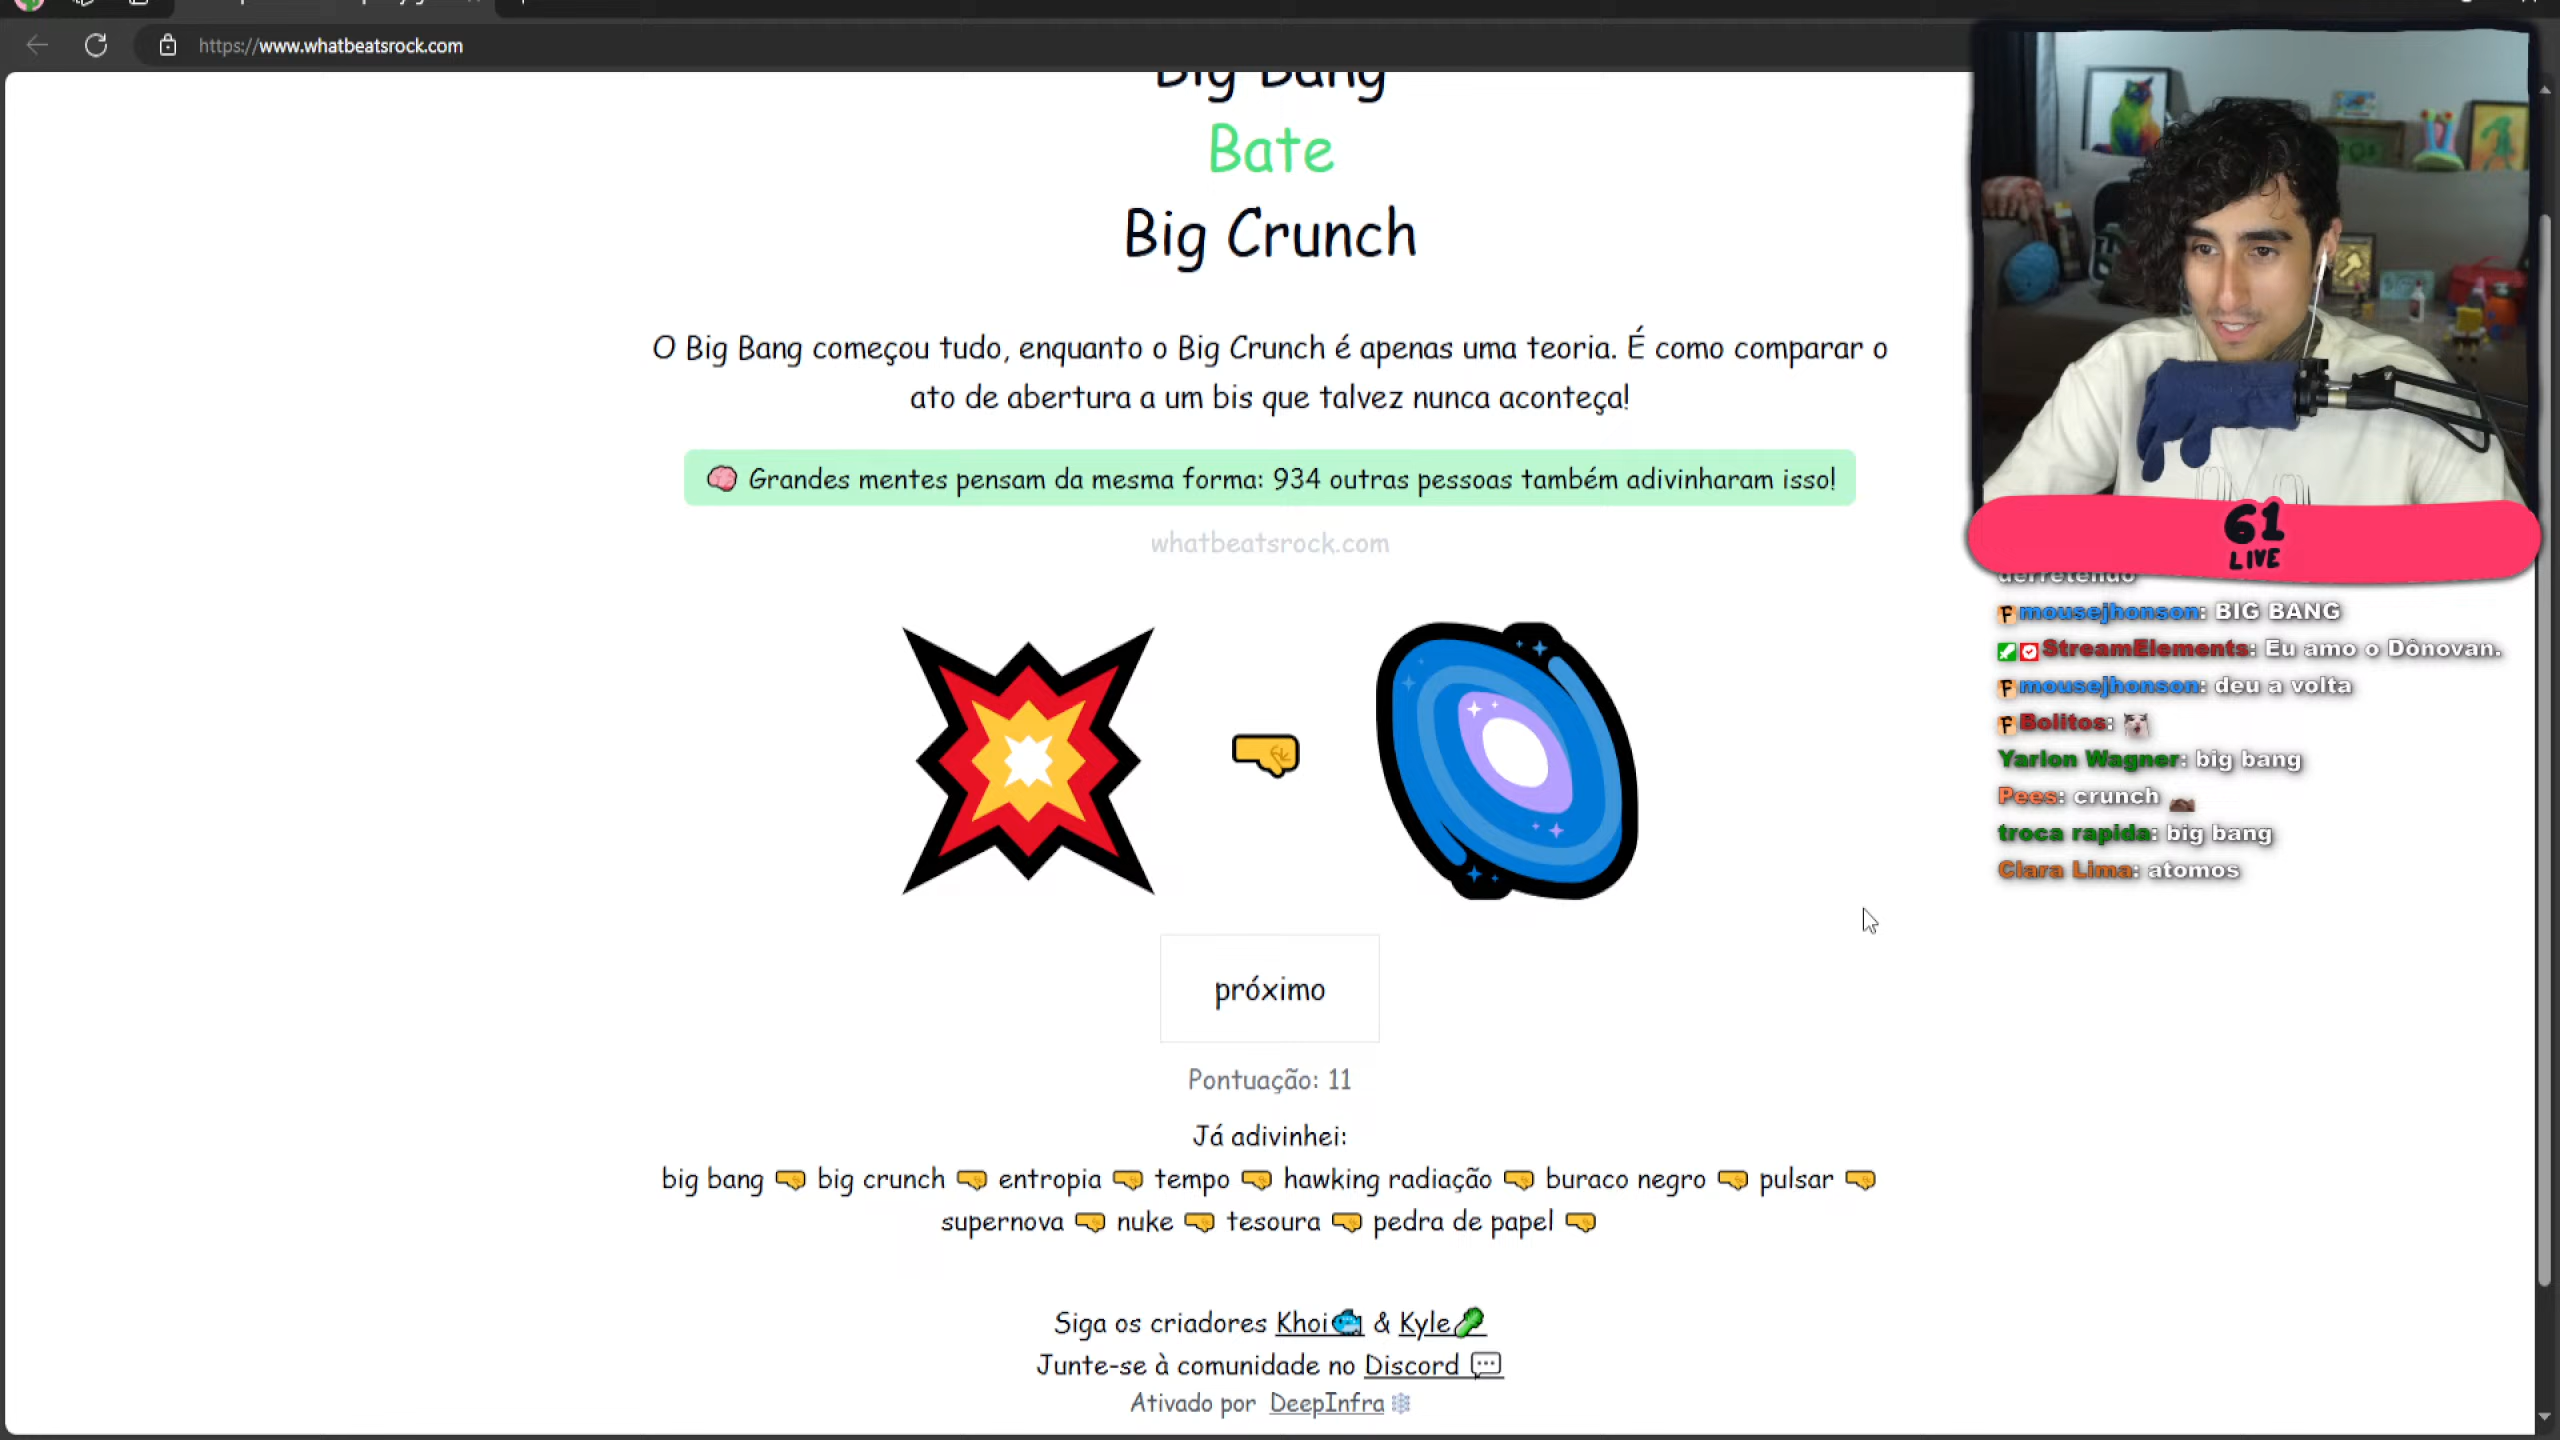 https://www.whatbeatsrock.com
Big Bang
Bate
Big Crunch
O Big Bang começou tudo, enquanto o Big Crunch é apenas uma teoria. É como comparar o
ato de abertura a um bis que talvez nunca aconteça!
Grandes mentes pensam da mesma forma: 934 outras pessoas também adivinharam isso!
whatbeatsrock.com
próximo
Pontuação: 11
Já adivinhei:
big bang 🤜 big crunch 🤜 entropia 🤜 tempo 🤜 hawking radiação 🤜 buraco negro 🤜 pulsar 🤜
supernova 🤜 nuke 🤜 tesoura 🤜 pedra de papel 🤜
Siga os criadores Khoi & Kyle
Junte-se à comunidade no Discord
Ativado por DeepInfra
61
LIVE
derretendo
mousejhonson: BIG BANG
StreamElements: Eu amo o Dônovan.
mousejhonson: deu a volta
Bolitos:
Yarlon Wagner: big bang
Pees: crunch
troca rapida: big bang
Clara Lima: atomos